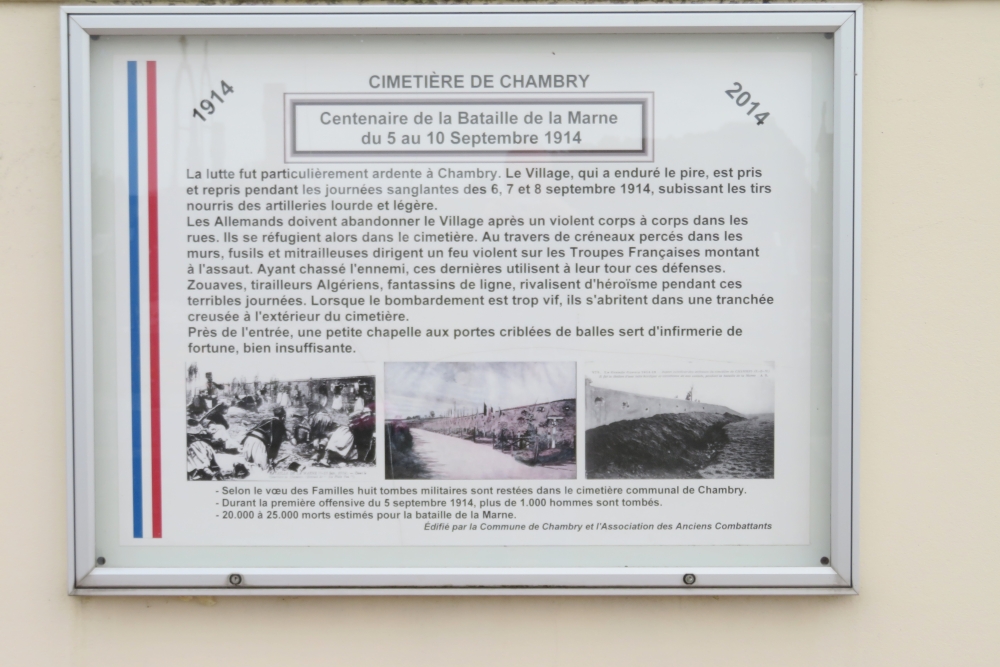 1914
CIMETIÈRE DE CHAMBRY
2014
Centenaire de la Bataille de la Marne
du 5 au 10 Septembre 1914
La lutte fut particulièrement ardente à Chambry. Le Village, qui a enduré le pire, est pris
et repris pendant les journées sanglantes des 6, 7 et 8 septembre 1914, subissant les tirs
nourris des artilleries lourde et légère.
Les Allemands doivent abandonner le Village après un violent corps à corps dans les
rues. Ils se réfugient alors dans le cimetière. Au travers de créneaux percés dans les
murs, fusils et mitrailleuses dirigent un feu violent sur les Troupes Françaises montant
à l'assaut. Ayant chassé l'ennemi, ces dernières utilisent à leur tour ces défenses.
Zouaves, tirailleurs Algériens, fantassins de ligne, rivalisent d'héroïsme pendant ces
terribles journées. Lorsque le bombardement est trop vif, ils s'abritent dans une tranchée
creusée à l'extérieur du cimetière.
Près de l'entrée, une petite chapelle aux portes criblées de balles sert d'infirmerie de
fortune, bien insuffisante.
- Selon le vœu des Familles huit tombes militaires sont restées dans le cimetière communal de Chambry.
- Durant la première offensive du 5 septembre 1914, plus de 1.000 hommes sont tombés.
- 20.000 à 25.000 morts estimés pour la bataille de la Marne.
Édifié par la Commune de Chambry et l'Association des Anciens Combattants